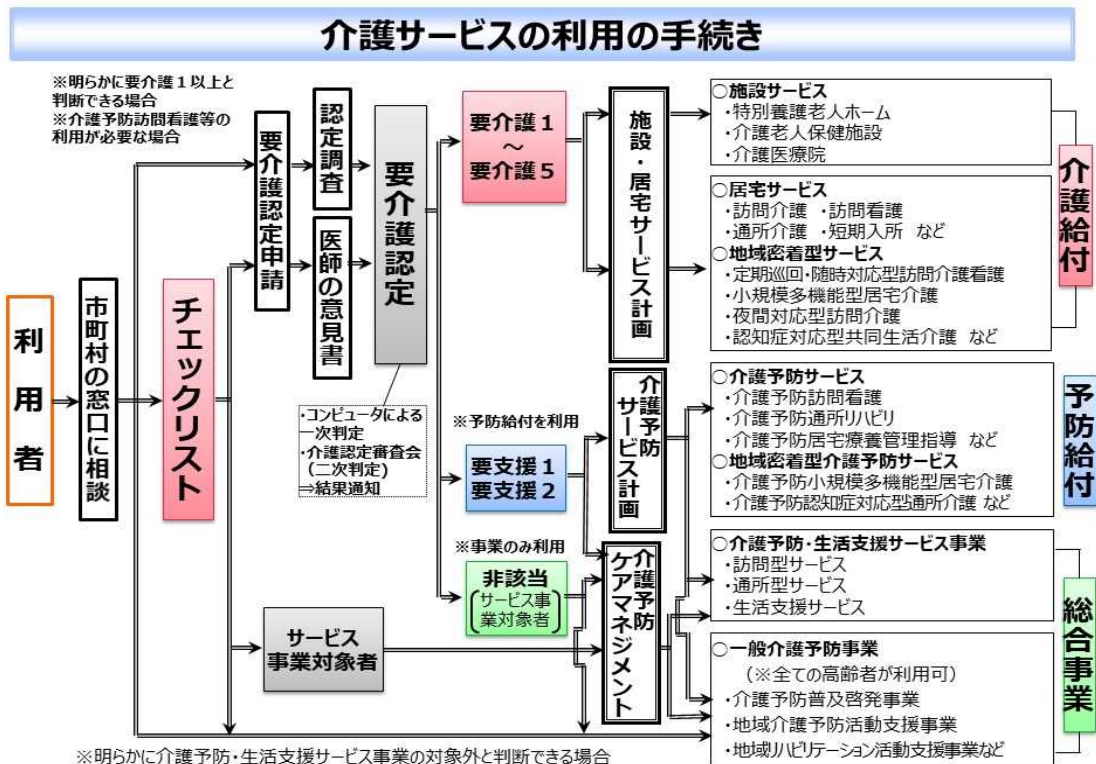 介護サービスの利用の手続き
※明らかに要介護1以上と
判断できる場合
※介護予防訪問看護等の
利用が必要な場合
利用者
市町村の窓口に相談
チェックリスト
要介護認定申請
認定調査
医師の意見書
要介護認定
・コンピュータによる
一次判定
・介護認定審査会
(二次判定)
⇒結果通知
サービス
事業対象者
要介護1
～
要介護5
※予防給付を利用
要支援1
要支援2
※事業のみ利用
非該当
サービス事
業対象者
施設・居宅サービス計画
介護予防
サービス計画
介護予防
ケアマネジメント
○施設サービス
・特別養護老人ホーム
・介護老人保健施設
・介護医療院
○居宅サービス
・訪問介護 ・訪問看護
・通所介護 ・短期入所 など
○地域密着型サービス
・定期巡回・随時対応型訪問介護看護
・小規模多機能型居宅介護
・夜間対応型訪問介護
・認知症対応型共同生活介護 など
介護給付
○介護予防サービス
・介護予防訪問看護
・介護予防通所リハビリ
・介護予防居宅療養管理指導 など
○地域密着型介護予防サービス
・介護予防小規模多機能型居宅介護
・介護予防認知症対応型通所介護 など
予防給付
○介護予防・生活支援サービス事業
・訪問型サービス
・通所型サービス
・生活支援サービス
○一般介護予防事業
（※全ての高齢者が利用可）
・介護予防普及啓発事業
・地域介護予防活動支援事業
・地域リハビリテーション活動支援事業など
総合事業
※明らかに介護予防・生活支援サービス事業の対象外と判断できる場合